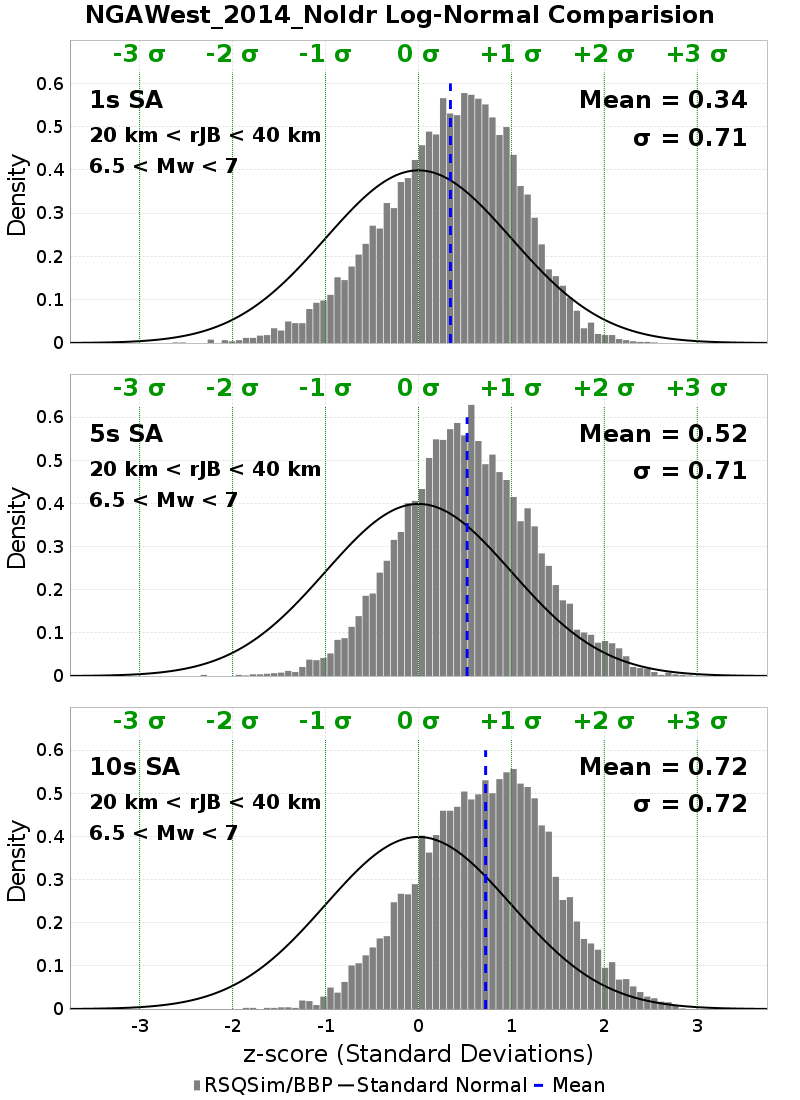 NGAWest_2014_NoIdr Log-Normal Comparision
-3 σ -2 σ -1 σ 0 σ +1 σ +2 σ +3 σ
1s SA
20 km < rJB < 40 km
6.5 < Mw < 7
Mean = 0.34
σ = 0.71
Density
0.6
0.5
0.4
0.3
0.2
0.1
0
-3 σ -2 σ -1 σ 0 σ +1 σ +2 σ +3 σ
5s SA
20 km < rJB < 40 km
6.5 < Mw < 7
Mean = 0.52
σ = 0.71
Density
0.6
0.5
0.4
0.3
0.2
0.1
0
-3 σ -2 σ -1 σ 0 σ +1 σ +2 σ +3 σ
10s SA
20 km < rJB < 40 km
6.5 < Mw < 7
Mean = 0.72
σ = 0.72
Density
0.6
0.5
0.4
0.3
0.2
0.1
0
-3 -2 -1 0 1 2 3
z-score (Standard Deviations)
RSQSim/BBP Standard Normal Mean